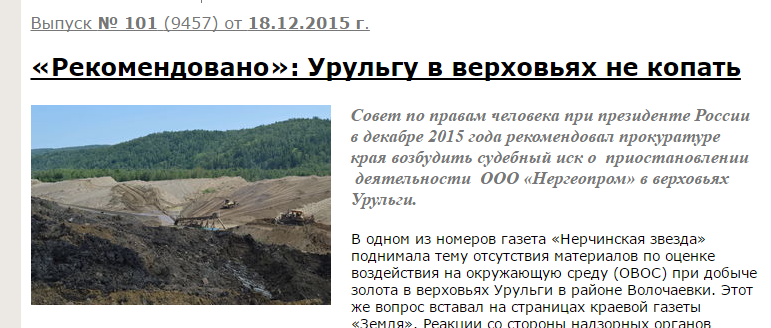 Выпуск № 101 (9457) от 18.12.2015 г.
«Рекомендовано»: Урульгу в верховьях не копать
Совет по правам человека при президенте России
в декабре 2015 года рекомендовал прокуратуре
края возбудить судебный иск о приостановлении
деятельности ООО «Нергеопром» в верховьях
Урульги.
В одном из номеров газета «Нерчинская звезда»
поднимала тему отсутствия материалов по оценке
воздействия на окружающую среду (ОВОС) при добыче
золота в верховьях Урульги в районе Волочаевки. Этот
же вопрос вставал на страницах краевой газеты
«Земля». Реакции со стороны надзорных органов